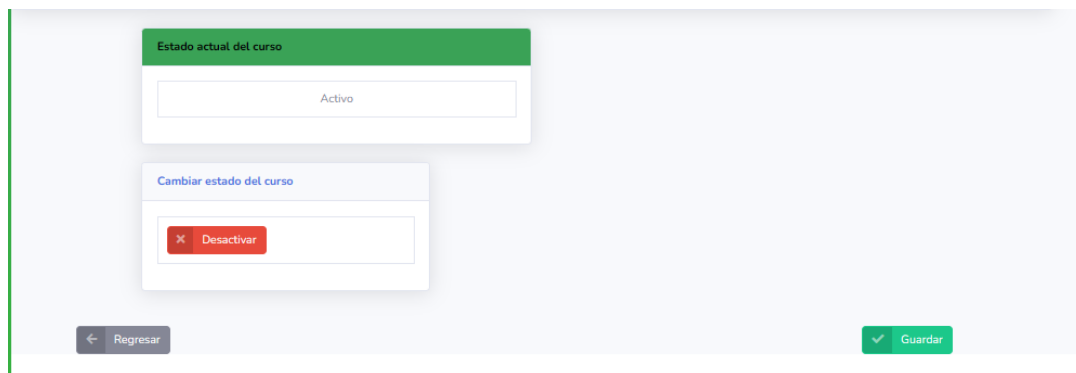 Estado actual del curso
Activo
Cambiar estado del curso
Desactivar
Regresar
Guardar